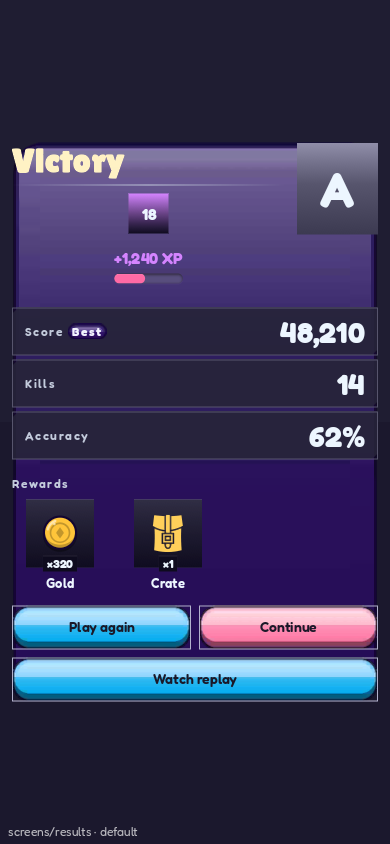 Victory
A
18
+1,240 XP
Score Best 48,210
Kills 14
Accuracy 62%
Rewards
×320 ×1
Gold Crate
Play again Continue
Watch replay
screens/results · default